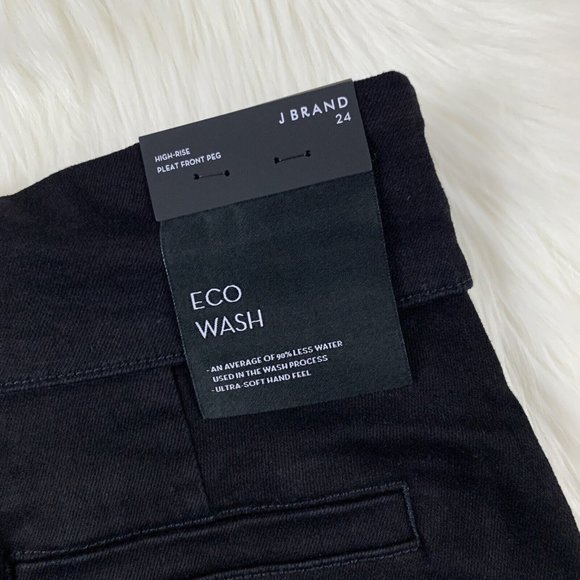 J BRAND
24
HIGH-RISE
PLEAT FRONT PEG
ECO
WASH
- AN AVERAGE OF 90% LESS WATER
USED IN THE WASH PROCESS
- ULTRA-SOFT HAND FEEL